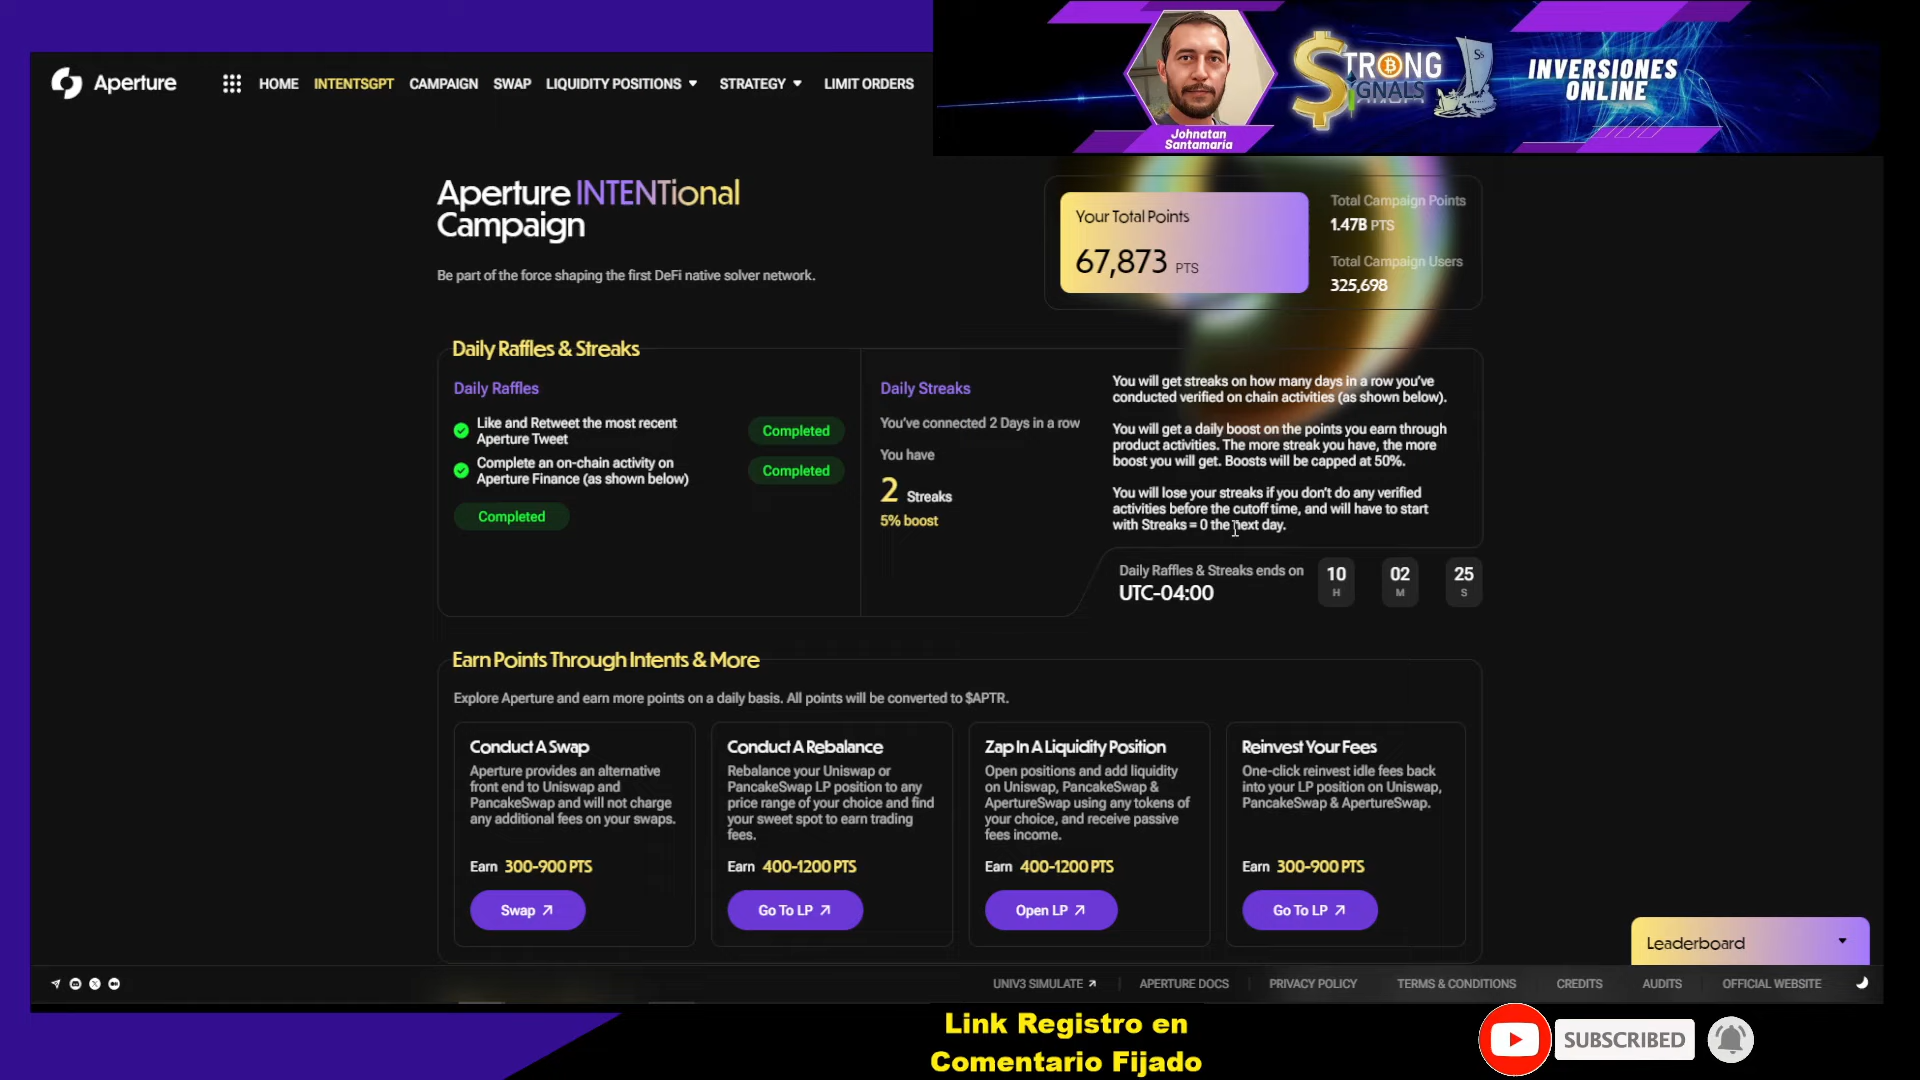 Aperture
HOME
INTENTSGPT
CAMPAIGN
SWAP
LIQUIDITY POSITIONS
STRATEGY
LIMIT ORDERS
Johnatan
Santamaria
$TRONG
$IGNALS
INVERSIONES
ONLINE
Aperture INTENTional
Campaign
Be part of the force shaping the first DeFi native solver network.
Your Total Points
67,873 PTS
Total Campaign Points
1.47B PTS
Total Campaign Users
325,698
Daily Raffles & Streaks
Daily Raffles
Like and Retweet the most recent
Aperture Tweet
Completed
Complete an on-chain activity on
Aperture Finance (as shown below)
Completed
Completed
Daily Streaks
You've connected 2 Days in a row
You have
2 Streaks
5% boost
You will get streaks on how many days in a row you've
conducted verified on chain activities (as shown below).
You will get a daily boost on the points you earn through
product activities. The more streak you have, the more
boost you will get. Boosts will be capped at 50%.
You will lose your streaks if you don't do any verified
activities before the cutoff time, and will have to start
with Streaks = 0 the next day.
Daily Raffles & Streaks ends on
UTC-04:00
10 02 25
H M S
Earn Points Through Intents & More
Explore Aperture and earn more points on a daily basis. All points will be converted to $APTR.
Conduct A Swap
Aperture provides an alternative
front end to Uniswap and
PancakeSwap and will not charge
any additional fees on your swaps.
Earn 300-900 PTS
Swap
Conduct A Rebalance
Rebalance your Uniswap or
PancakeSwap LP position to any
price range of your choice and find
your sweet spot to earn trading
fees.
Earn 400-1200 PTS
Go To LP
Zap In A Liquidity Position
Open positions and add liquidity
on Uniswap, PancakeSwap &
ApertureSwap using any tokens of
your choice, and receive passive
fees income.
Earn 400-1200 PTS
Open LP
Reinvest Your Fees
One-click reinvest idle fees back
into your LP position on Uniswap,
PancakeSwap & ApertureSwap.
Earn 300-900 PTS
Go To LP
Leaderboard
UNIV3 SIMULATE
APERTURE DOCS
PRIVACY POLICY
TERMS & CONDITIONS
CREDITS
AUDITS
OFFICIAL WEBSITE
Link Registro en
Comentario Fijado
SUBSCRIBED